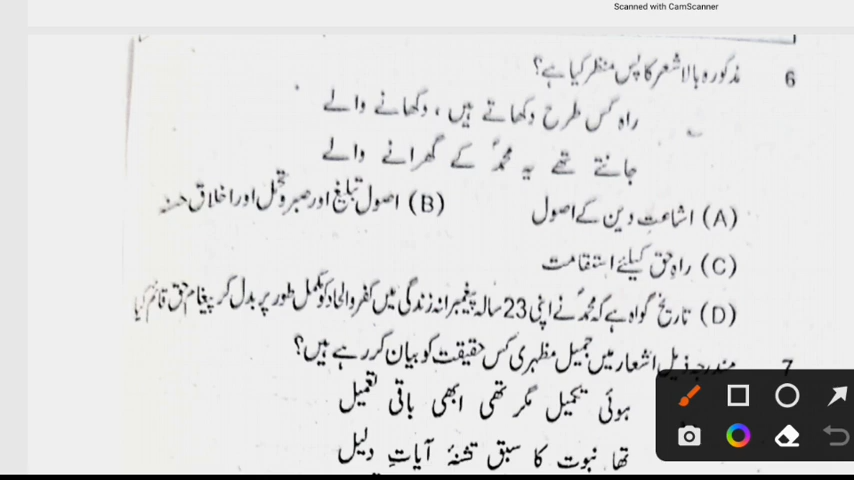 Scanned with CamScanner
6 مذکورہ بالا شعر کا پس منظر کیا ہے؟
راہ کس طرح دکھاتے ہیں، دکھانے والے
جانتے تھے یہ محمدؐ کے گھرانے والے
(A) اشاعت دین کے اصول (B) اصول تبلیغ اور صبر و تحمل اور اخلاق حسنہ
(C) راہِ حق کیلئے استقامت
(D) تاریخ گواہ ہے کہ محمدؐ نے اپنی 23 سالہ پیغمبرانہ زندگی میں کفر و الحاد کو مکمل طور پر بدل کر پیغام حق قائم کیا
7 مندرجہ ذیل اشعار میں جمیل مظہری کس حقیقت کو بیان کر رہے ہیں؟
ہوئی تکمیل مگر تھی ابھی باقی تعمیل
تھا نبوت کا سبق تشنۂ آیاتِ دلیل